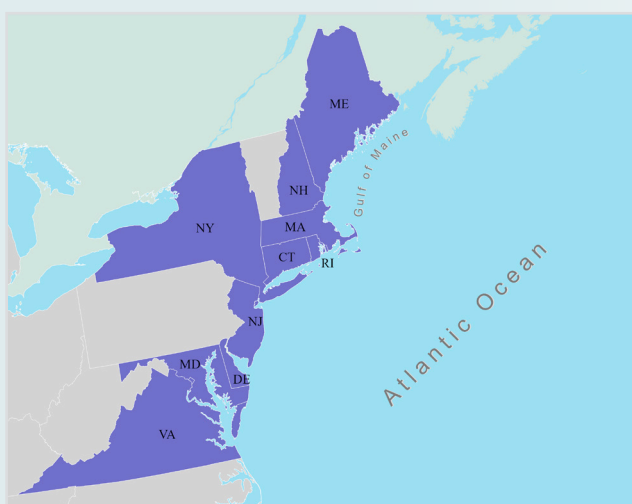 ME
Gulf of Maine
NH
NY
MA
CT
RI
Atlantic Ocean
NJ
MD
DE
VA